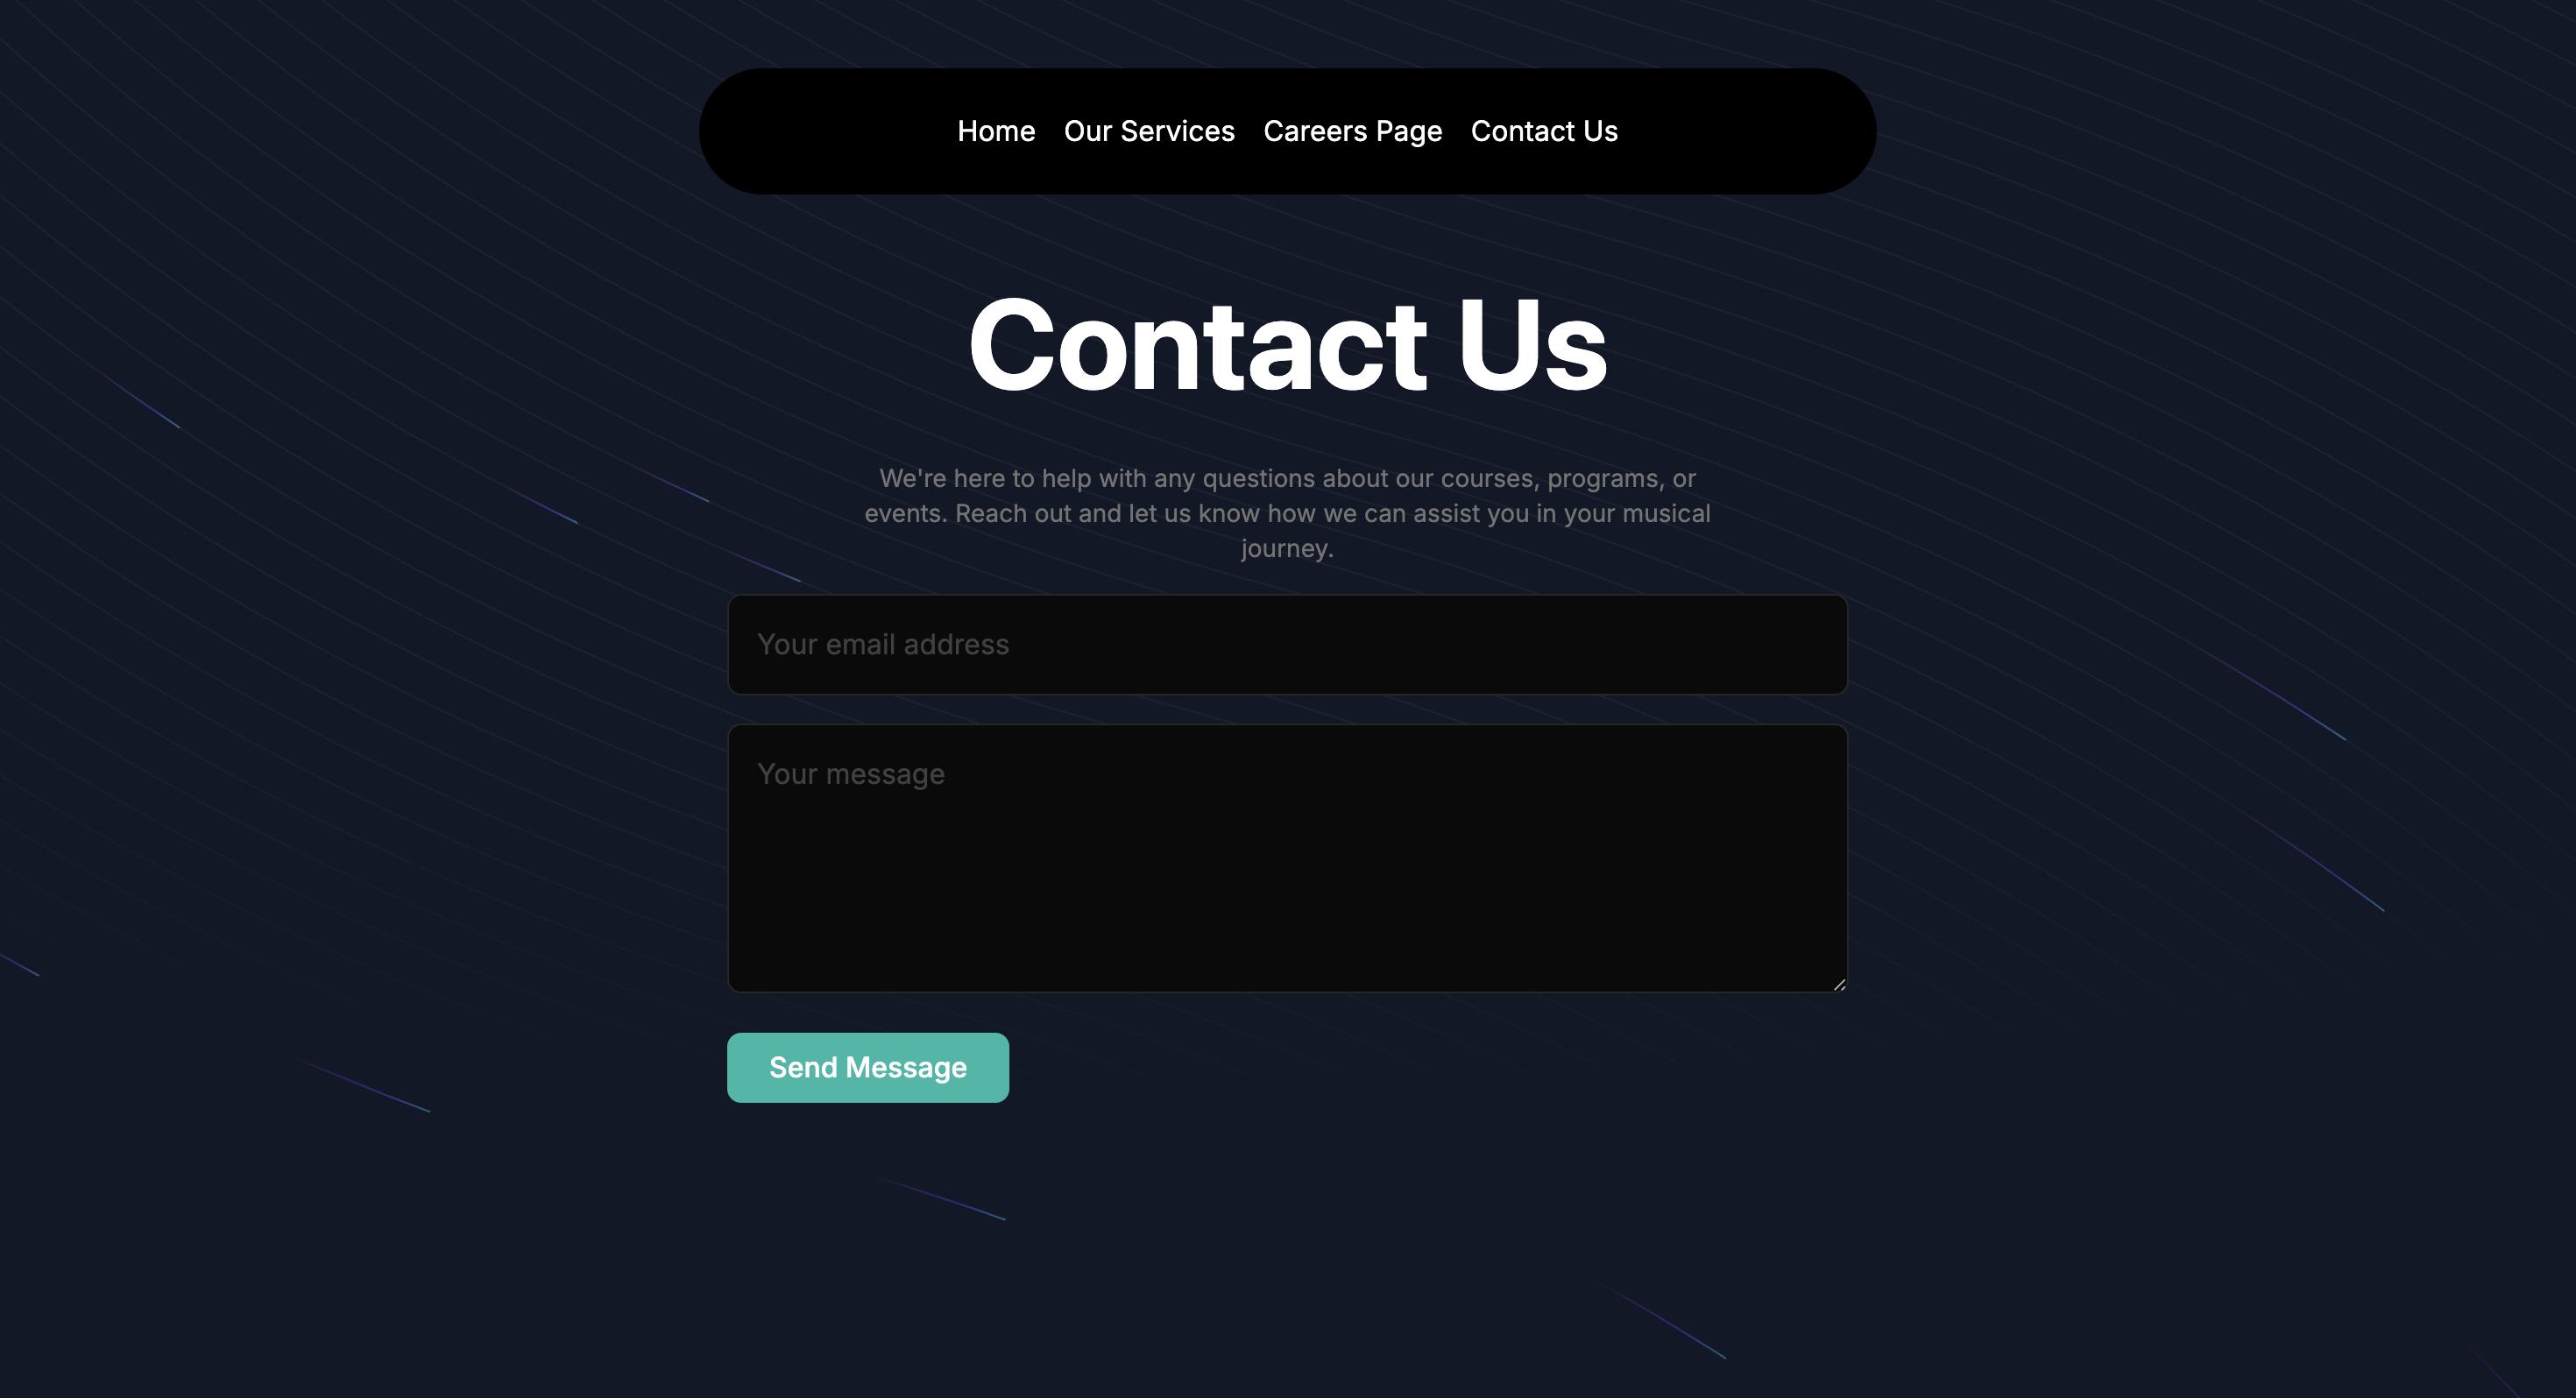 Home Our Services Careers Page Contact Us
Contact Us
We're here to help with any questions about our courses, programs, or
events. Reach out and let us know how we can assist you in your musical
journey.
Your email address
Your message
Send Message